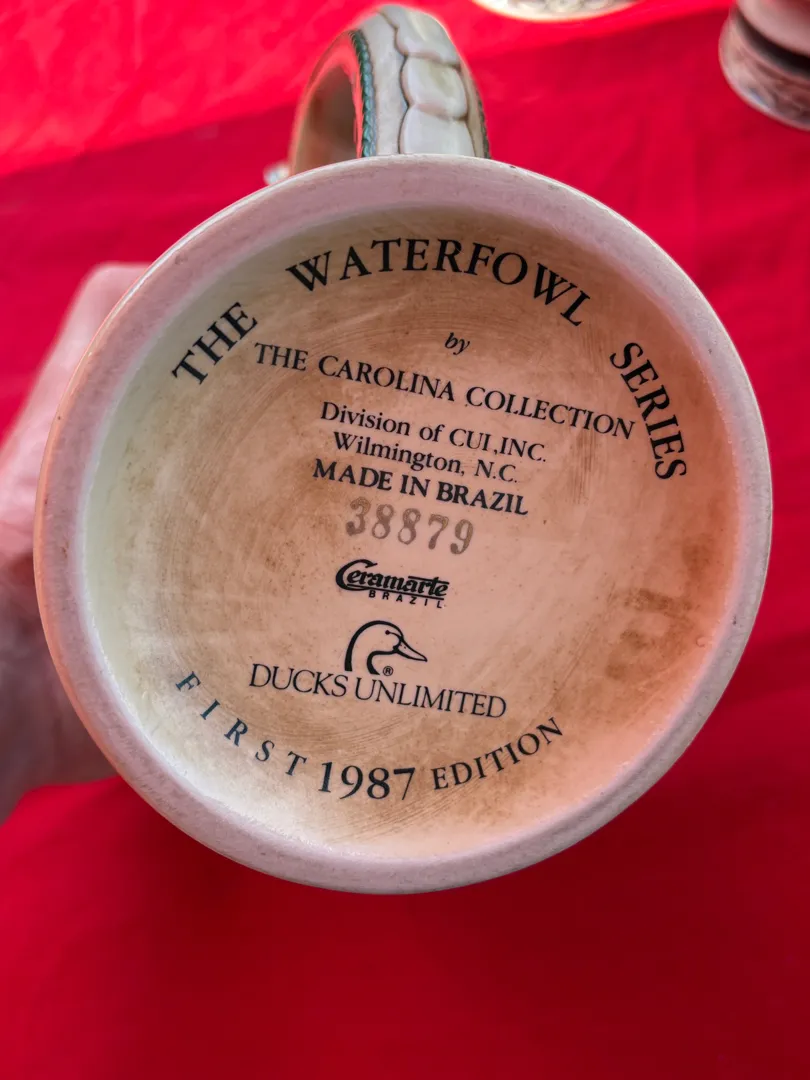 THE WATERFOWL SERIES
by
THE CAROLINA COLLECTION
Division of CUI,INC.
Wilmington, N.C.
MADE IN BRAZIL
38879
Ceramarte
BRAZIL
®
DUCKS UNLIMITED
FIRST 1987 EDITION